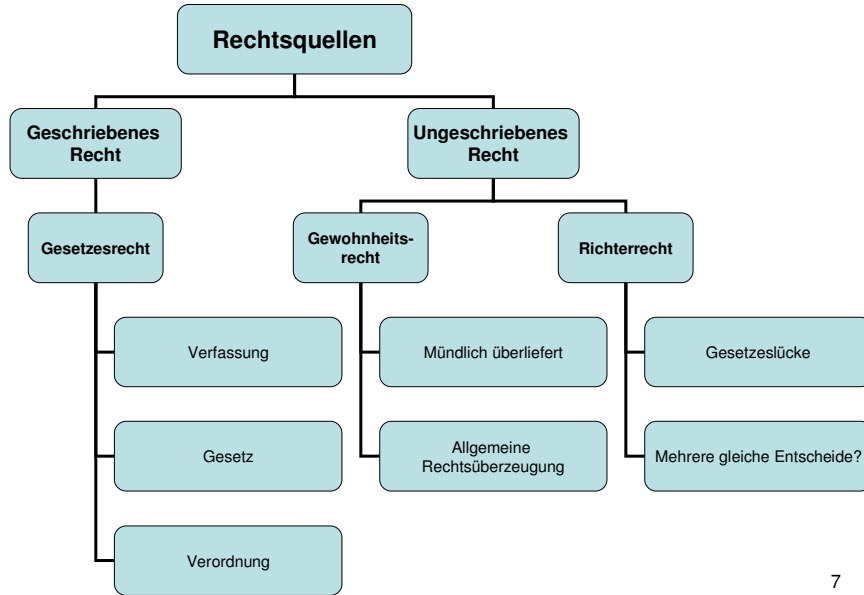 Rechtsquellen
Geschriebenes
Recht
Ungeschriebenes
Recht
Gesetzesrecht
Gewohnheits-
recht
Richterrecht
Verfassung
Mündlich überliefert
Gesetzeslücke
Gesetz
Allgemeine
Rechtsüberzeugung
Mehrere gleiche Entscheide?
Verordnung
7